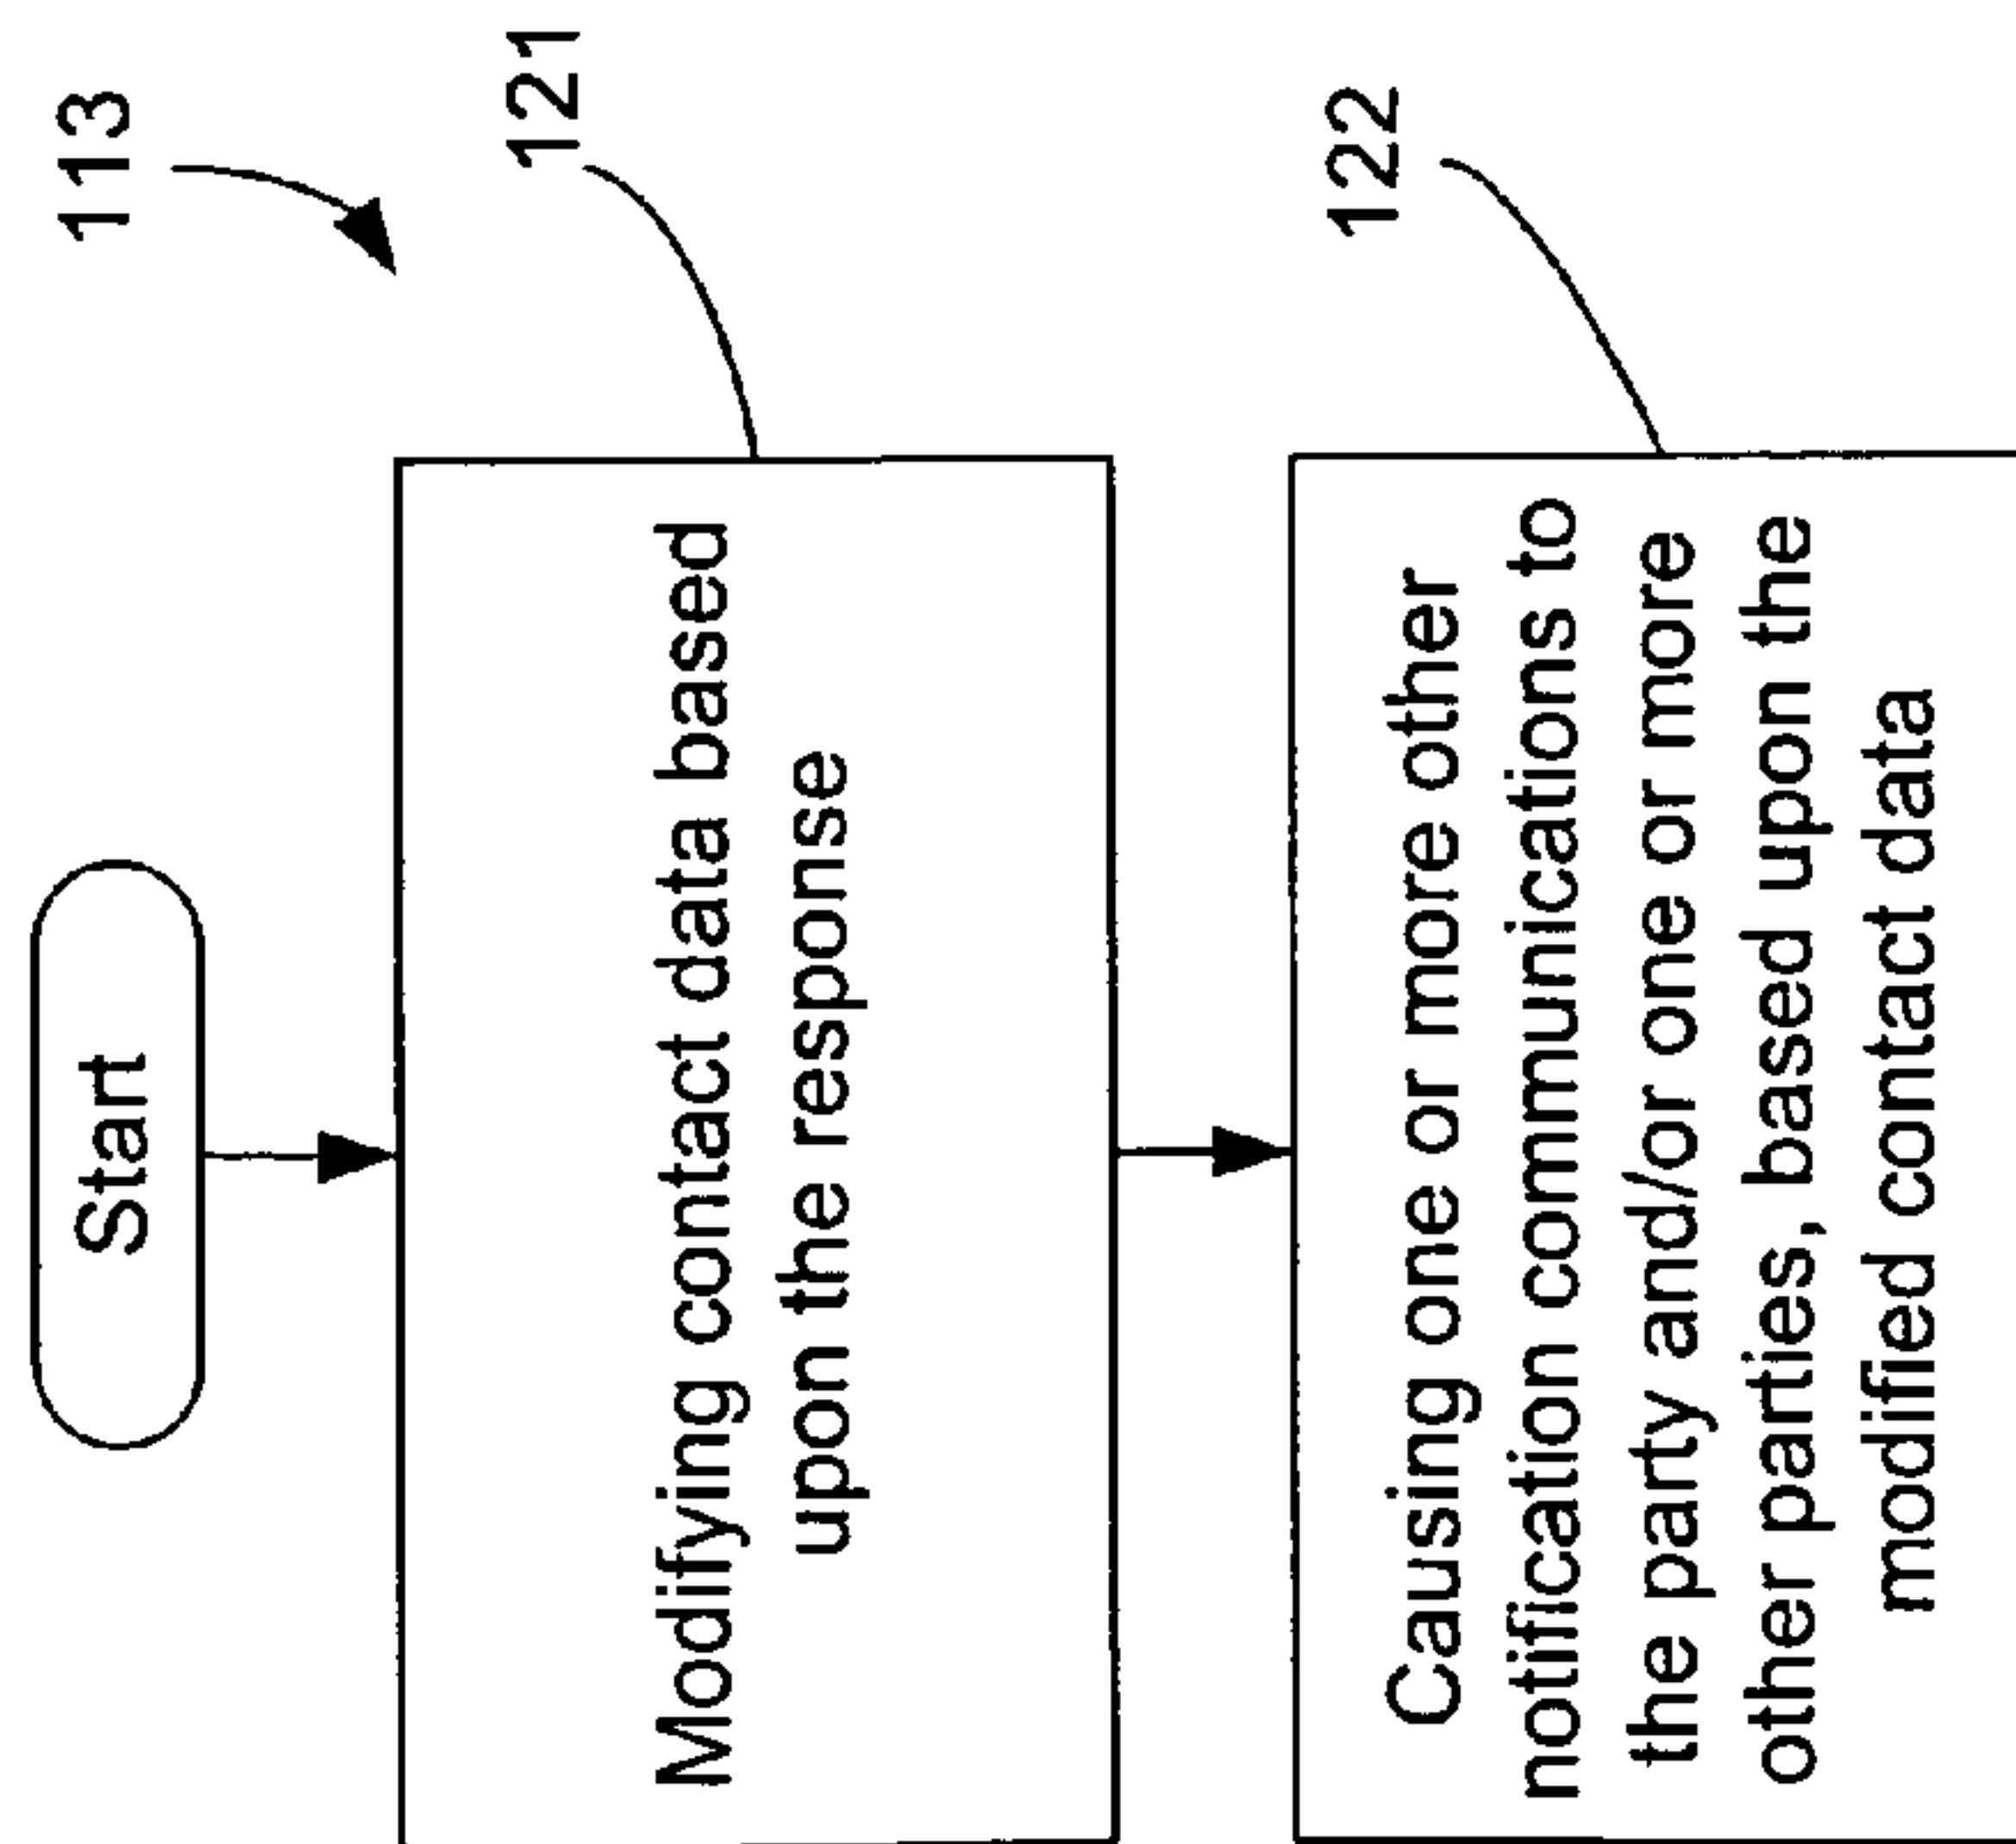 113
Start
121
Modifying contact data based
upon the response
122
Causing one or more other
notification communications to
the party and/or one or more
other parties, based upon the
modified contact data